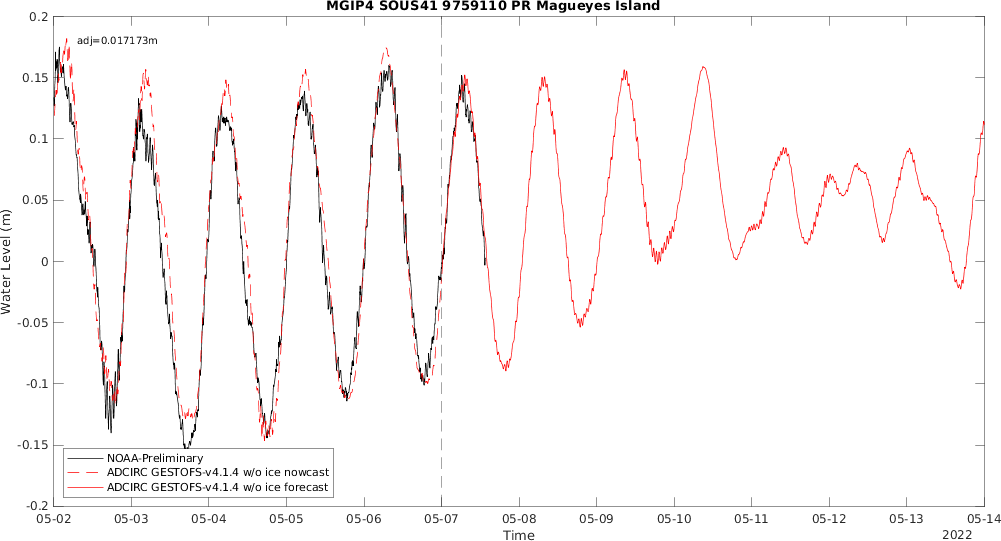 MGIP4 SOUS41 9759110 PR Magueyes Island
adj=0.017173m
0.2
0.15
0.1
0.05
0
-0.05
-0.1
-0.15
-0.2
Water Level (m)
NOAA-Preliminary
ADCIRC GESTOFS-v4.1.4 w/o ice nowcast
ADCIRC GESTOFS-v4.1.4 w/o ice forecast
05-02 05-03 05-04 05-05 05-06 05-07 05-08 05-09 05-10 05-11 05-12 05-13 05-14
Time
2022